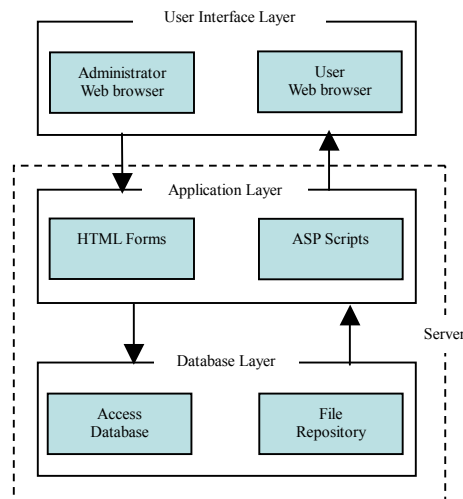 User Interface Layer
Administrator
Web browser
User
Web browser
Application Layer
HTML Forms
ASP Scripts
Server
Database Layer
Access
Database
File
Repository